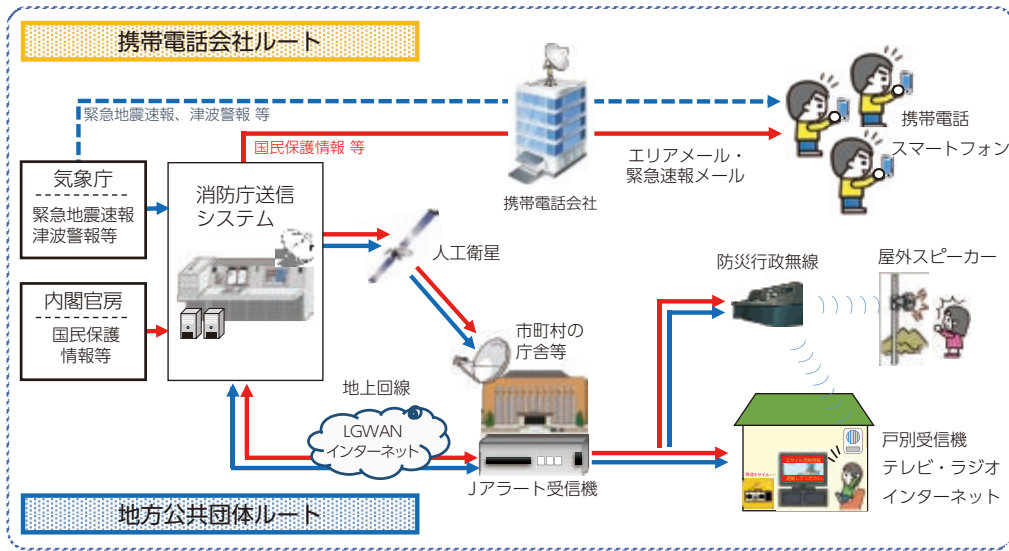 携帯電話会社ルート
緊急地震速報、津波警報 等
国民保護情報 等
エリアメール・
緊急速報メール
携帯電話会社
携帯電話
スマートフォン
気象庁
緊急地震速報
津波警報等
消防庁送信
システム
人工衛星
内閣官房
国民保護
情報等
市町村の
庁舎等
防災行政無線
屋外スピーカー
地上回線
LGWAN
インターネット
Jアラート受信機
戸別受信機
テレビ・ラジオ
インターネット
地方公共団体ルート